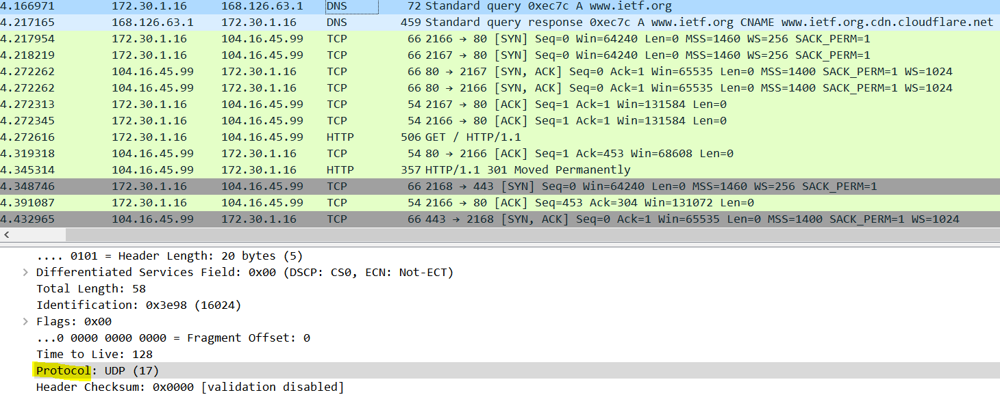 4.166971 172.30.1.16 168.126.63.1 DNS 72 Standard query 0xec7c A www.ietf.org
4.217165 168.126.63.1 172.30.1.16 DNS 459 Standard query response 0xec7c A www.ietf.org CNAME www.ietf.org.cdn.cloudflare.net
4.217954 172.30.1.16 104.16.45.99 TCP 66 2166 → 80 [SYN] Seq=0 Win=64240 Len=0 MSS=1460 WS=256 SACK_PERM=1
4.218219 172.30.1.16 104.16.45.99 TCP 66 2167 → 80 [SYN] Seq=0 Win=64240 Len=0 MSS=1460 WS=256 SACK_PERM=1
4.272262 104.16.45.99 172.30.1.16 TCP 66 80 → 2167 [SYN, ACK] Seq=0 Ack=1 Win=65535 Len=0 MSS=1400 SACK_PERM=1 WS=1024
4.272262 104.16.45.99 172.30.1.16 TCP 66 80 → 2166 [SYN, ACK] Seq=0 Ack=1 Win=65535 Len=0 MSS=1400 SACK_PERM=1 WS=1024
4.272313 172.30.1.16 104.16.45.99 TCP 54 2167 → 80 [ACK] Seq=1 Ack=1 Win=131584 Len=0
4.272345 172.30.1.16 104.16.45.99 TCP 54 2166 → 80 [ACK] Seq=1 Ack=1 Win=131584 Len=0
4.272616 172.30.1.16 104.16.45.99 HTTP 506 GET / HTTP/1.1
4.319318 104.16.45.99 172.30.1.16 TCP 54 80 → 2166 [ACK] Seq=1 Ack=453 Win=68608 Len=0
4.345314 104.16.45.99 172.30.1.16 HTTP 357 HTTP/1.1 301 Moved Permanently
4.348746 172.30.1.16 104.16.45.99 TCP 66 2168 → 443 [SYN] Seq=0 Win=64240 Len=0 MSS=1460 WS=256 SACK_PERM=1
4.391087 172.30.1.16 104.16.45.99 TCP 54 2166 → 80 [ACK] Seq=453 Ack=304 Win=131072 Len=0
4.432965 104.16.45.99 172.30.1.16 TCP 66 443 → 2168 [SYN, ACK] Seq=0 Ack=1 Win=65535 Len=0 MSS=1400 SACK_PERM=1 WS=1024
.... 0101 = Header Length: 20 bytes (5)
Differentiated Services Field: 0x00 (DSCP: CS0, ECN: Not-ECT)
Total Length: 58
Identification: 0x3e98 (16024)
Flags: 0x00
...0 0000 0000 0000 = Fragment Offset: 0
Time to Live: 128
Protocol: UDP (17)
Header Checksum: 0x0000 [validation disabled]